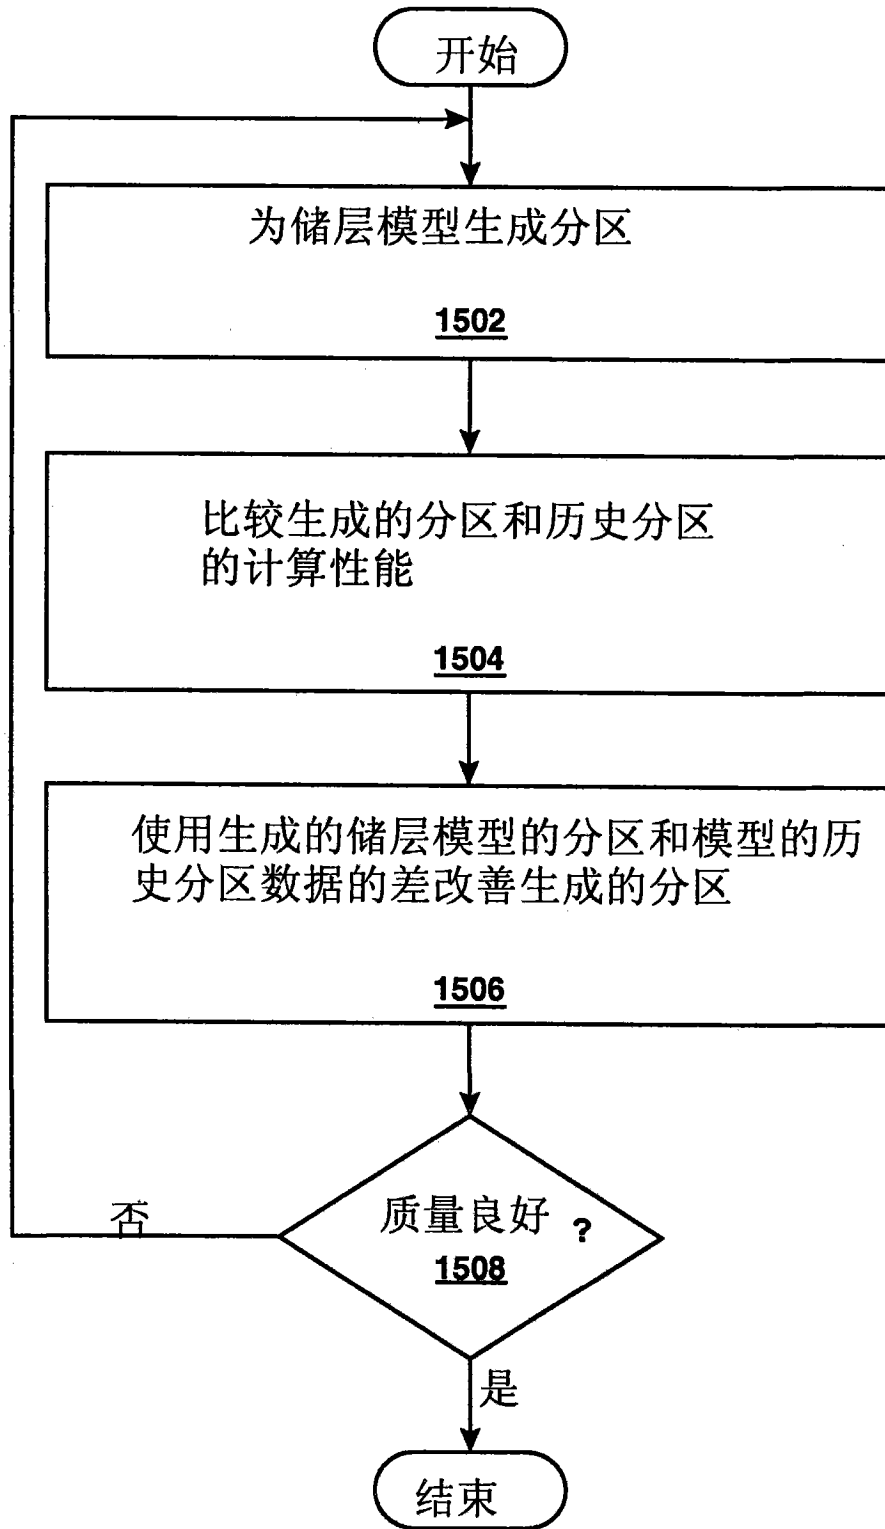 开始
为储层模型生成分区
1502
比较生成的分区和历史分区
的计算性能
1504
使用生成的储层模型的分区和模型的历
史分区数据的差改善生成的分区
1506
否
质量良好 ?
1508
是
结束